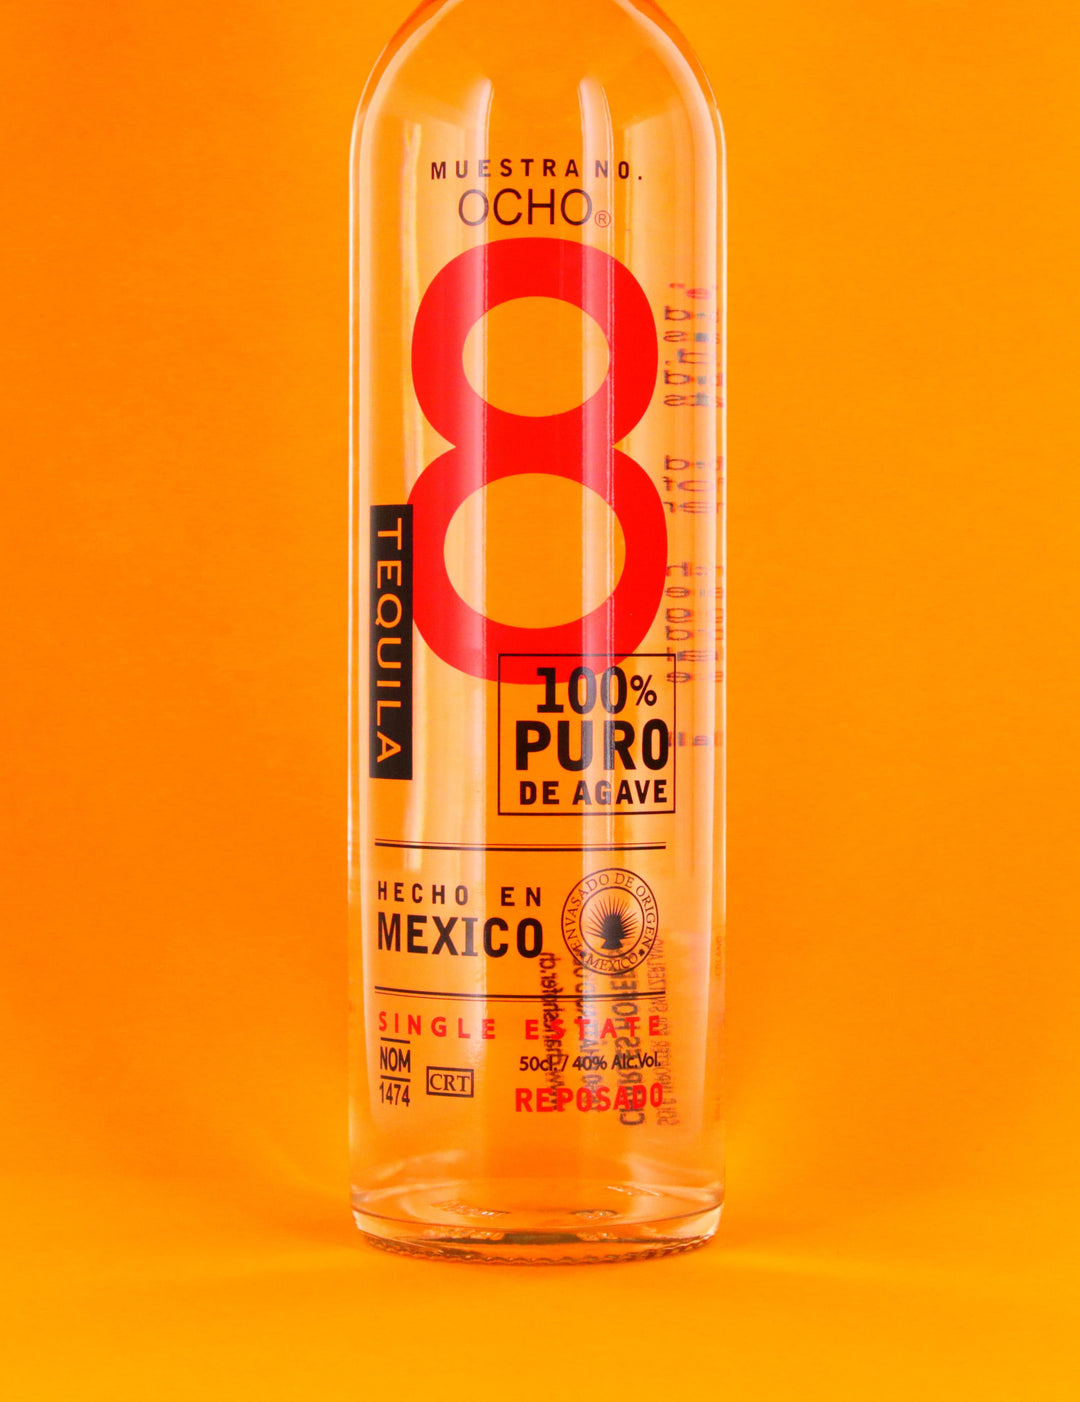 MUESTRA NO.
OCHO®
8
TEQUILA
100%
PURO
DE AGAVE
HECHO EN
MEXICO
ENVASADO DE ORIGEN
MEXICO
SINGLE ESTATE
NOM
1474
CRT
50cl. / 40% Alc.Vol.
REPOSADO